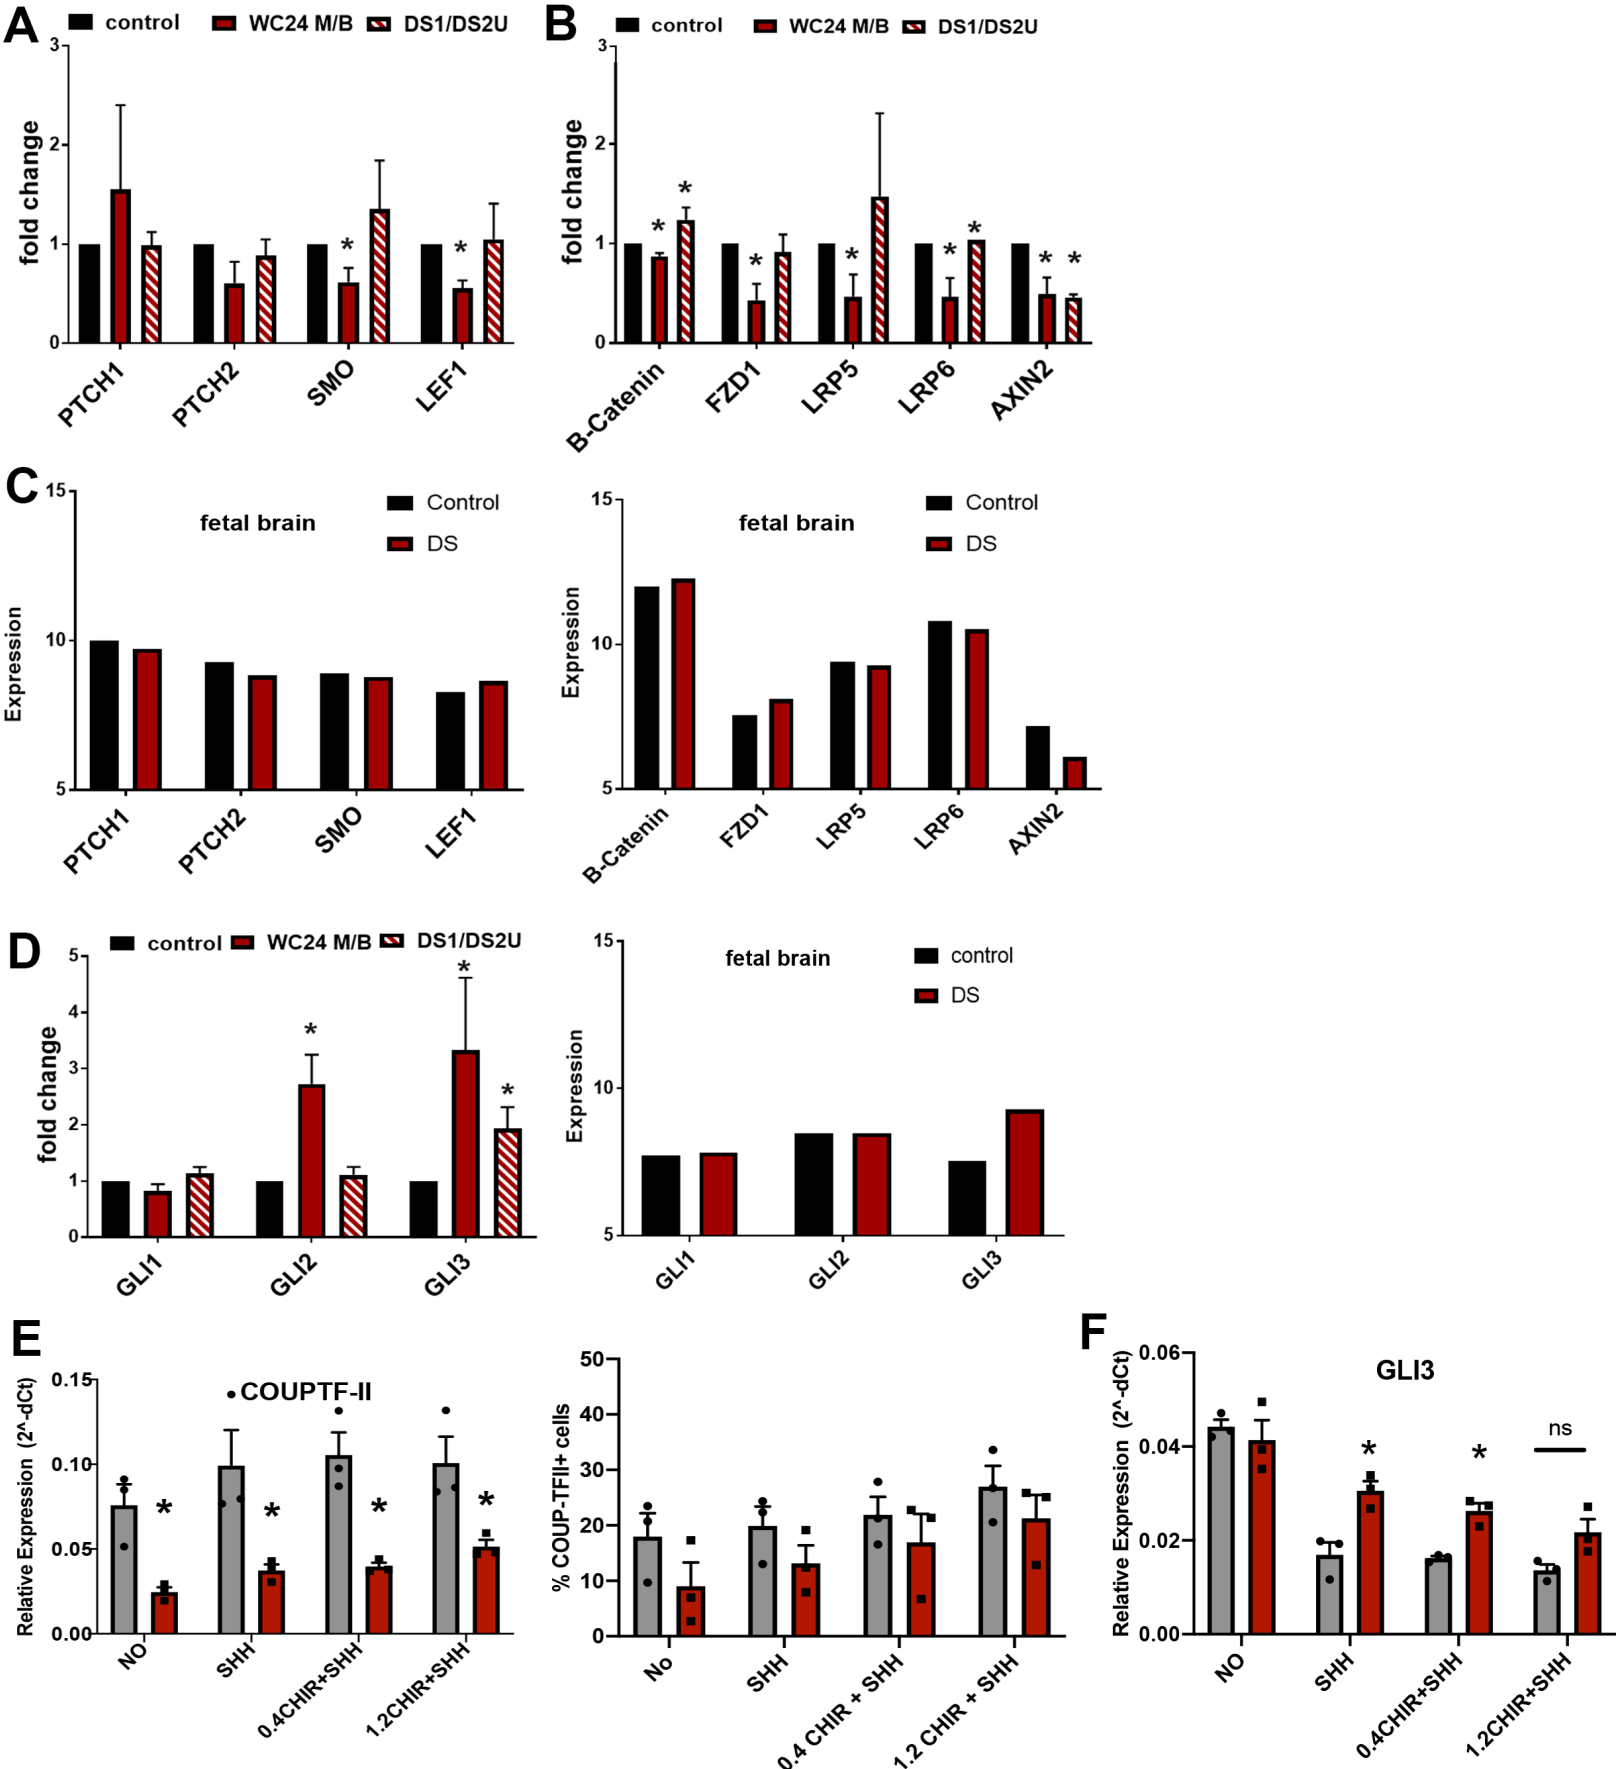 A
control WC24 M/B DS1/DS2U
fold change
3
2
1
0
PTCH1 PTCH2 SMO LEF1
* *
B
control WC24 M/B DS1/DS2U
fold change
3
2
1
0
* * * * * * * *
B-Catenin FZD1 LRP5 LRP6 AXIN2
C
fetal brain
Control
DS
Expression
15
10
5
PTCH1 PTCH2 SMO LEF1
fetal brain
Control
DS
Expression
15
10
5
B-Catenin FZD1 LRP5 LRP6 AXIN2
D
control WC24 M/B DS1/DS2U
fold change
5
4
3
2
1
0
* * *
GLI1 GLI2 GLI3
fetal brain
control
DS
Expression
15
10
5
GLI1 GLI2 GLI3
E
COUPTF-II
Relative Expression (2^-dCt)
0.15
0.10
0.05
0.00
* * * *
NO SHH 0.4CHIR+SHH 1.2CHIR+SHH
% COUP-TFII+ cells
50
40
30
20
10
0
No SHH 0.4 CHIR + SHH 1.2 CHIR + SHH
F
GLI3
Relative Expression (2^-dCt)
0.06
0.04
0.02
0.00
* * ns
NO SHH 0.4CHIR+SHH 1.2CHIR+SHH